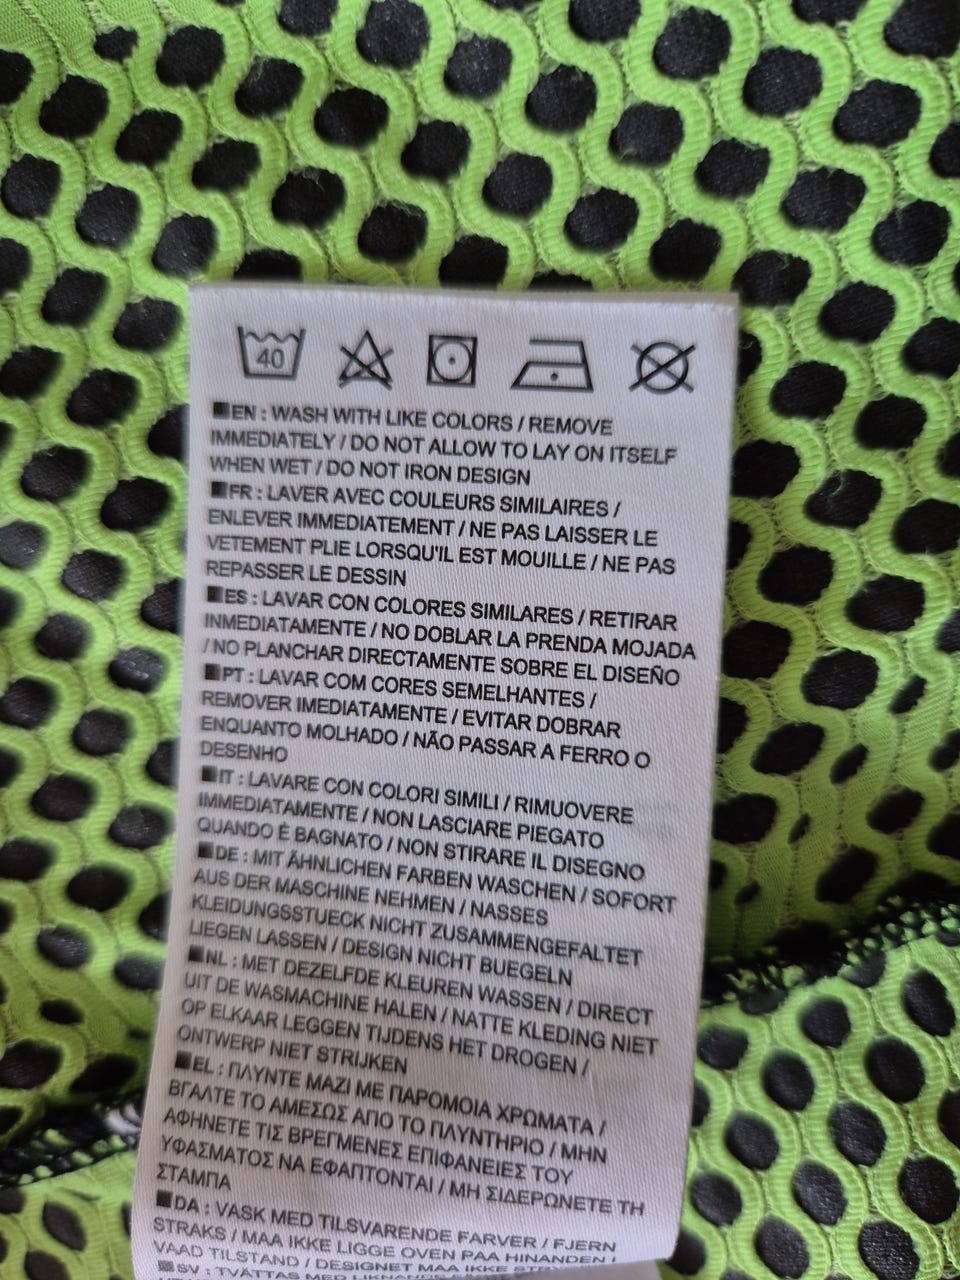 40
■EN : WASH WITH LIKE COLORS / REMOVE
IMMEDIATELY / DO NOT ALLOW TO LAY ON ITSELF
WHEN WET / DO NOT IRON DESIGN
■FR : LAVER AVEC COULEURS SIMILAIRES /
ENLEVER IMMEDIATEMENT / NE PAS LAISSER LE
VETEMENT PLIE LORSQU'IL EST MOUILLE / NE PAS
REPASSER LE DESSIN
■ES : LAVAR CON COLORES SIMILARES / RETIRAR
INMEDIATAMENTE / NO DOBLAR LA PRENDA MOJADA
/ NO PLANCHAR DIRECTAMENTE SOBRE EL DISEÑO
■PT : LAVAR COM CORES SEMELHANTES /
REMOVER IMEDIATAMENTE / EVITAR DOBRAR
ENQUANTO MOLHADO / NÃO PASSAR A FERRO O
DESENHO
■IT : LAVARE CON COLORI SIMILI / RIMUOVERE
IMMEDIATAMENTE / NON LASCIARE PIEGATO
QUANDO È BAGNATO / NON STIRARE IL DISEGNO
■DE : MIT ÄHNLICHEN FARBEN WASCHEN / SOFORT
AUS DER MASCHINE NEHMEN / NASSES
KLEIDUNGSSTUECK NICHT ZUSAMMENGEFALTET
LIEGEN LASSEN / DESIGN NICHT BUEGELN
■NL : MET DEZELFDE KLEUREN WASSEN / DIRECT
UIT DE WASMACHINE HALEN / NATTE KLEDING NIET
OP ELKAAR LEGGEN TIJDENS HET DROGEN /
ONTWERP NIET STRIJKEN
■EL : ΠΛΥΝΤΕ ΜΑΖΙ ΜΕ ΠΑΡΟΜΟΙΑ ΧΡΩΜΑΤΑ /
ΒΓΑΛΤΕ ΤΟ ΑΜΕΣΩΣ ΑΠΟ ΤΟ ΠΛΥΝΤΗΡΙΟ / ΜΗΝ
ΑΦΗΝΕΤΕ ΤΙΣ ΒΡΕΓΜΕΝΕΣ ΕΠΙΦΑΝΕΙΕΣ ΤΟΥ
ΥΦΑΣΜΑΤΟΣ ΝΑ ΕΦΑΠΤΟΝΤΑΙ / ΜΗ ΣΙΔΕΡΩΝΕΤΕ ΤΗ
ΣΤΑΜΠΑ
■DA : VASK MED TILSVARENDE FARVER / FJERN
STRAKS / MAA IKKE LIGGE OVEN PAA HINANDEN I
VAAD TILSTAND / DESIGNET MAA IKKE
■SV : TVÄTTAS MED LIKNANDE